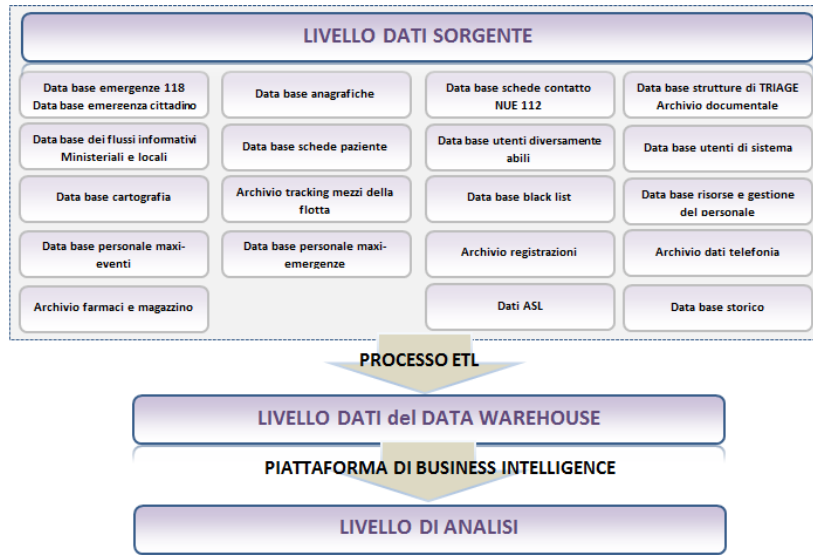 LIVELLO DATI SORGENTE
Data base emergenze 118
Data base emergenza cittadino
Data base anagrafiche
Data base schede contatto
NUE 112
Data base strutture di TRIAGE
Archivio documentale
Data base dei flussi informativi
Ministeriali e locali
Data base schede paziente
Data base utenti diversamente
abili
Data base utenti di sistema
Data base cartografia
Archivio tracking mezzi della
flotta
Data base black list
Data base risorse e gestione
del personale
Data base personale maxi-
eventi
Data base personale maxi-
emergenze
Archivio registrazioni
Archivio dati telefonia
Archivio farmaci e magazzino
Dati ASL
Data base storico
PROCESSO ETL
LIVELLO DATI del DATA WAREHOUSE
PIATTAFORMA DI BUSINESS INTELLIGENCE
LIVELLO DI ANALISI